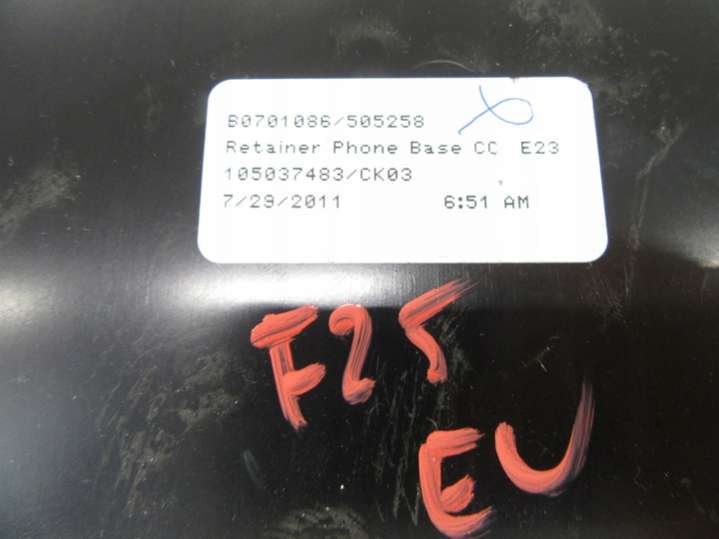 B0701086/505258
Retainer Phone Base CC E23
105037483/CK03
7/29/2011 6:51 AM
F25
EU